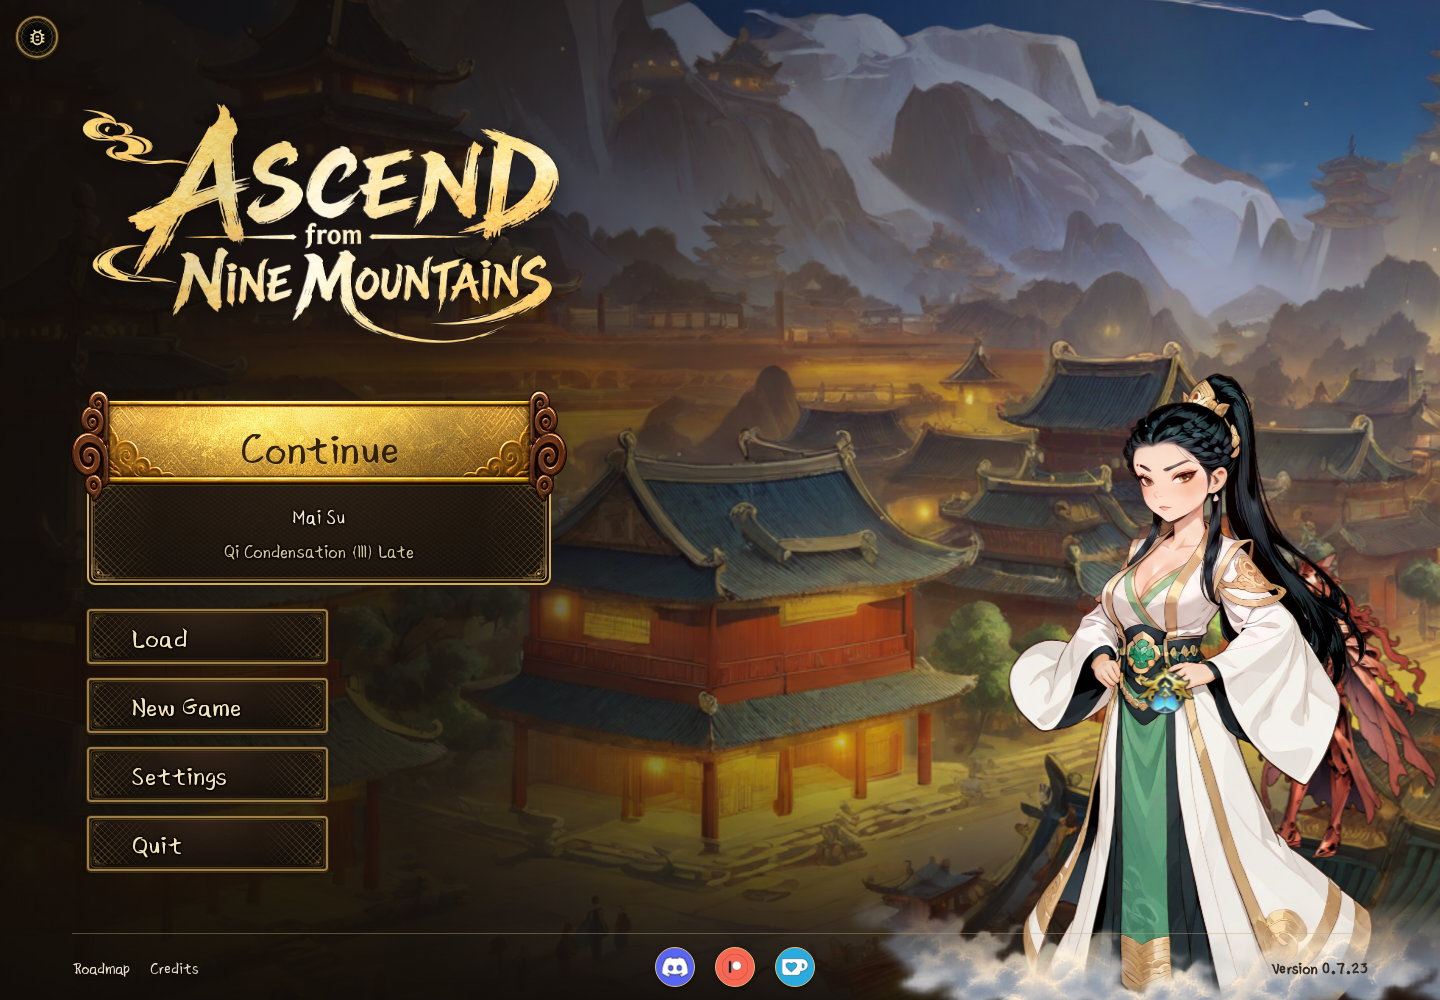 ASCEND
from
NINE MOUNTAINS
Continue
Mai Su
Qi Condensation (III) Late
Load
New Game
Settings
Quit
Roadmap Credits
Version 0.7.23